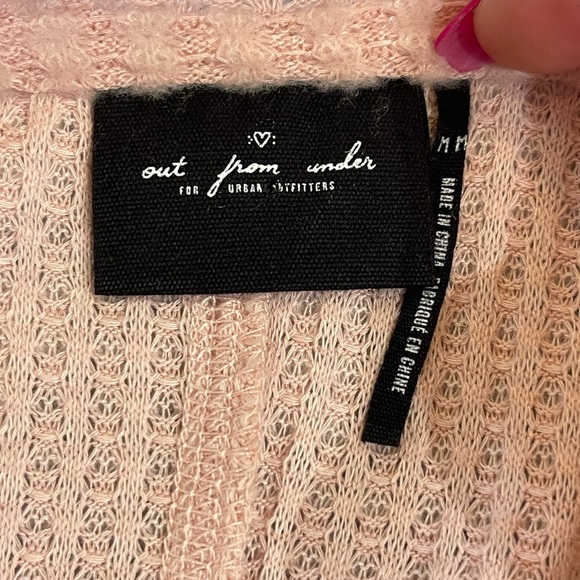 out from under
FOR URBAN OUTFITTERS
M M
MADE IN CHINA FABRIQUÉ EN CHINE